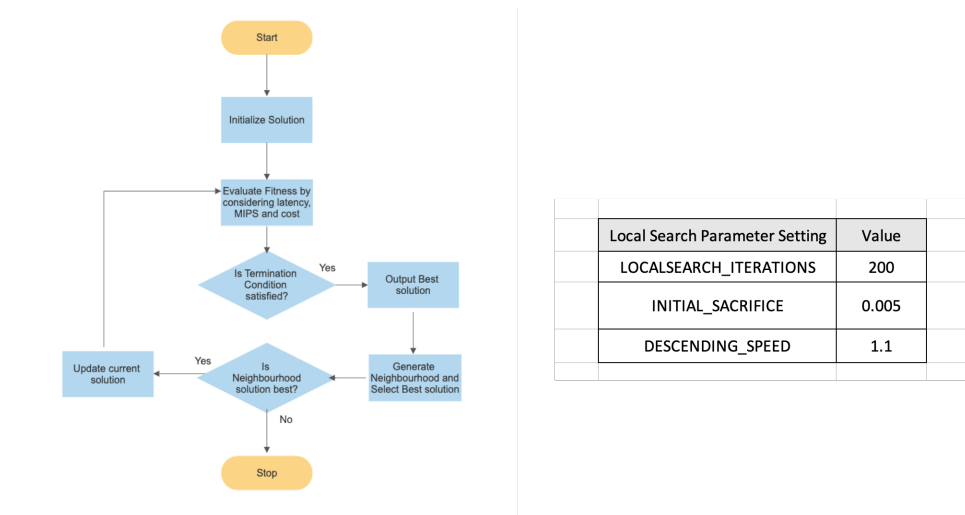 Start
Initialize Solution
Evaluate Fitness by
considering latency,
MIPS and cost
Is Termination
Condition
satisfied?
Yes
Output Best
solution
Generate
Neighbourhood and
Select Best solution
Is
Neighbourhood
solution best?
Yes
Update current
solution
No
Stop
Local Search Parameter Setting Value
LOCALSEARCH_ITERATIONS 200
INITIAL_SACRIFICE 0.005
DESCENDING_SPEED 1.1